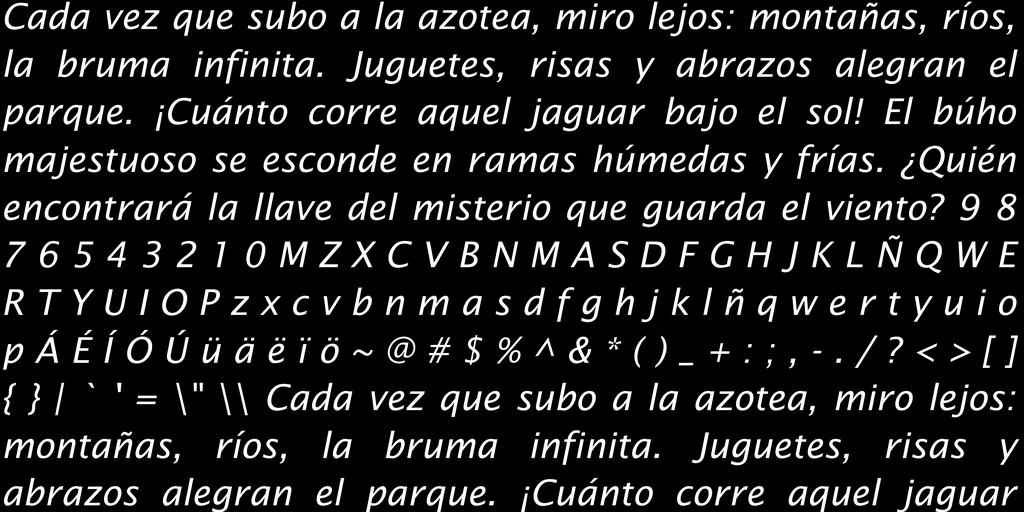 Cada vez que subo a la azotea, miro lejos: montañas, ríos,
la bruma infinita. Juguetes, risas y abrazos alegran el
parque. ¡Cuánto corre aquel jaguar bajo el sol! El búho
majestuoso se esconde en ramas húmedas y frías. ¿Quién
encontrará la llave del misterio que guarda el viento? 9 8
7 6 5 4 3 2 1 0 M Z X C V B N M A S D F G H J K L Ñ Q W E
R T Y U I O P z x c v b n m a s d f g h j k l ñ q w e r t y u i o
p Á É Í Ó Ú ü ä ë ï ö ~ @ # $ % ^ & * ( ) _ + : ; , - . / ? < > [ ]
{ } | ` ' = \" \\ Cada vez que subo a la azotea, miro lejos:
montañas, ríos, la bruma infinita. Juguetes, risas y
abrazos alegran el parque. ¡Cuánto corre aquel jaguar